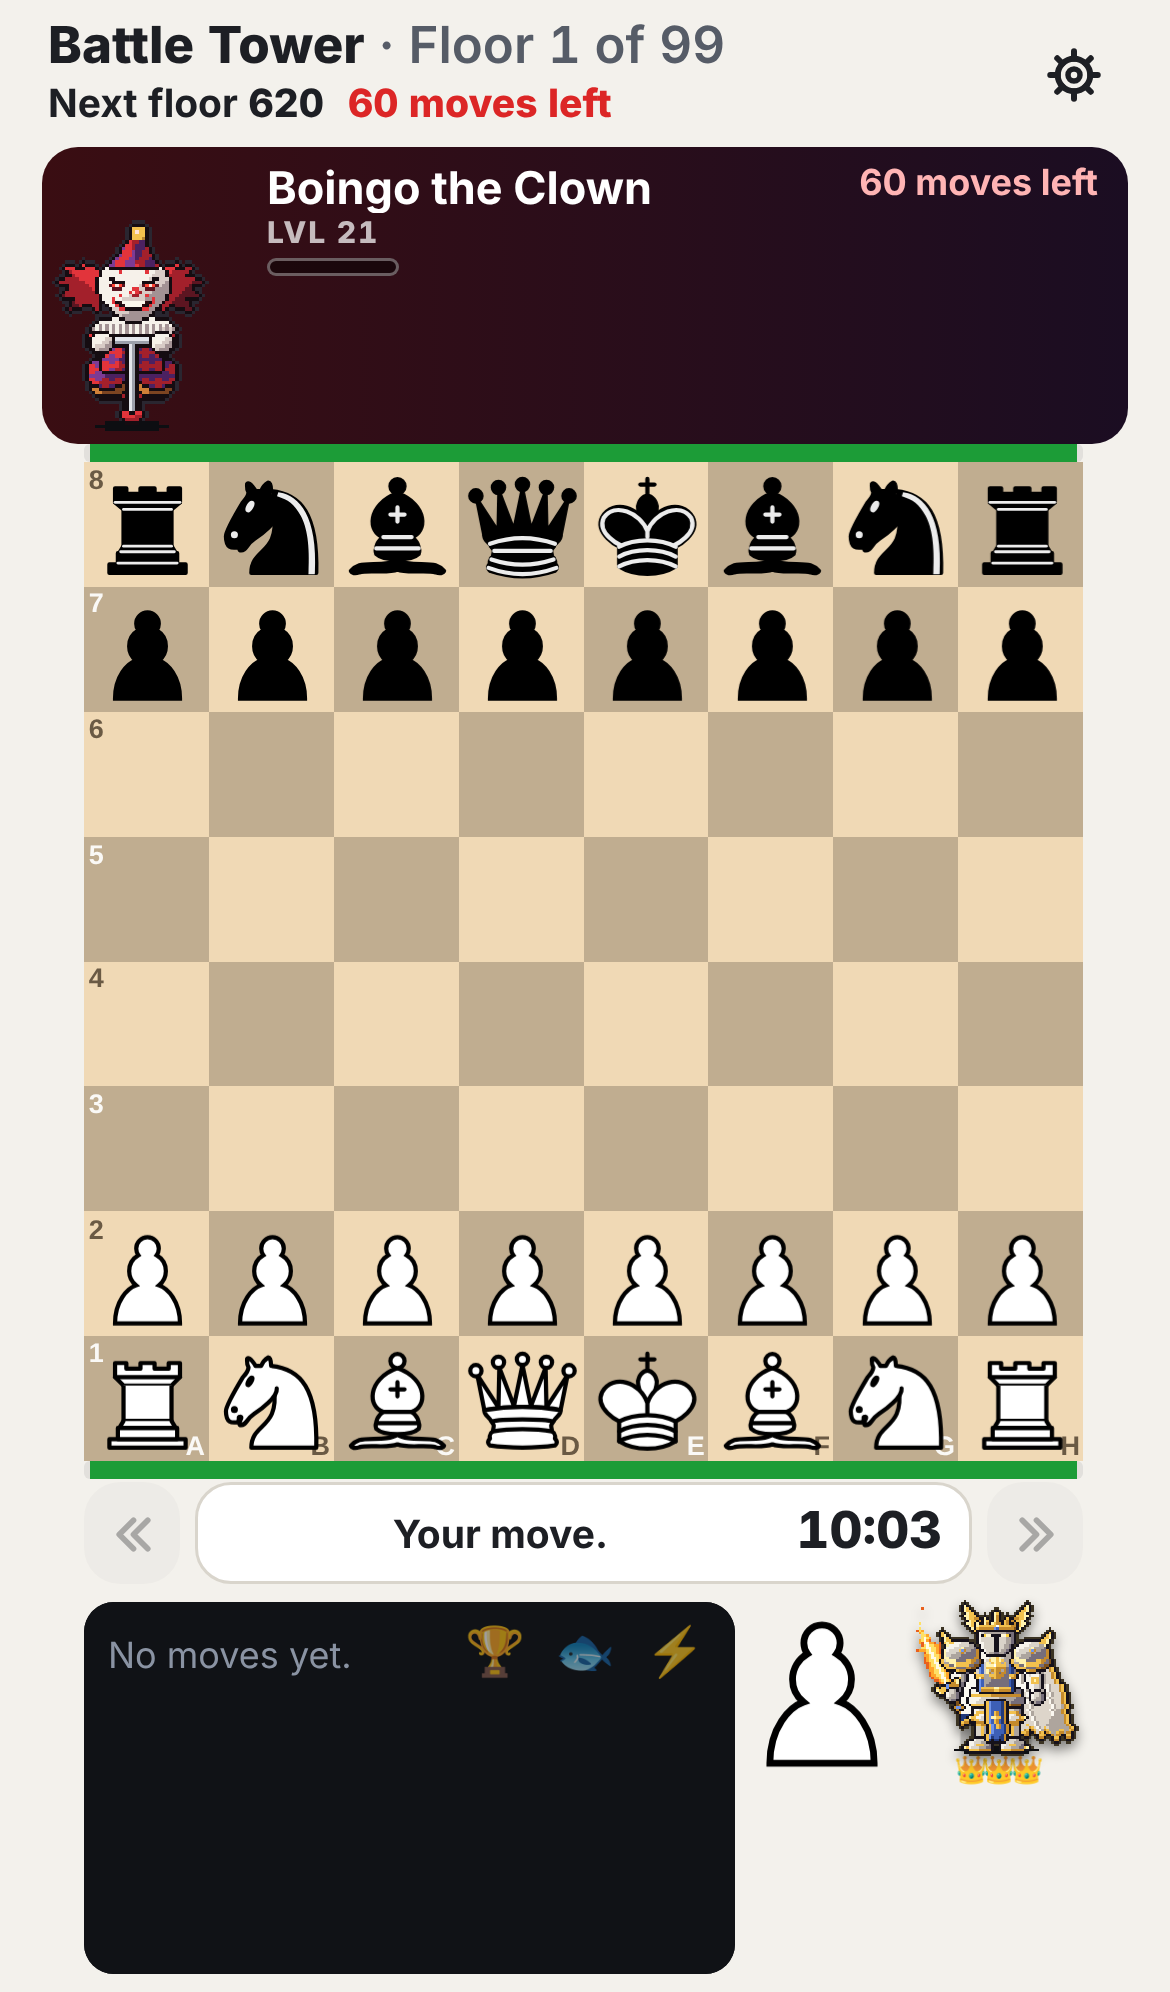 Battle Tower · Floor 1 of 99
Next floor 620 60 moves left
Boingo the Clown
60 moves left
LVL 21
8
7
6
5
4
3
2
1
A B C D E F G H
Your move.
10:03
No moves yet.